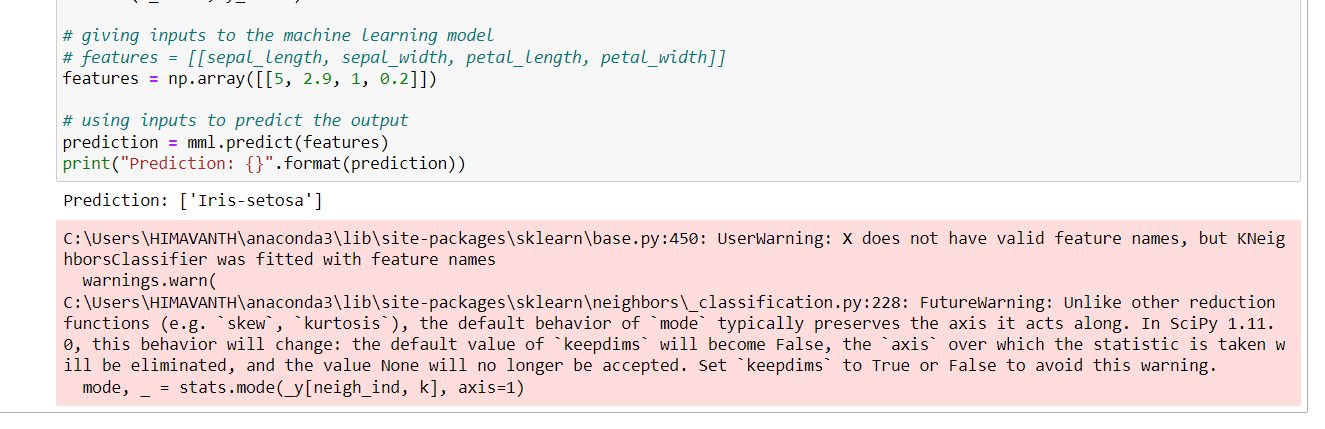 # giving inputs to the machine learning model
# features = [[sepal_length, sepal_width, petal_length, petal_width]]
features = np.array([[5, 2.9, 1, 0.2]])
# using inputs to predict the output
prediction = mml.predict(features)
print("Prediction: {}".format(prediction))
Prediction: ['Iris-setosa']
C:\Users\HIMAVANTH\anaconda3\lib\site-packages\sklearn\base.py:450: UserWarning: X does not have valid feature names, but KNeig
hborsClassifier was fitted with feature names
  warnings.warn(
C:\Users\HIMAVANTH\anaconda3\lib\site-packages\sklearn\neighbors\_classification.py:228: FutureWarning: Unlike other reduction
functions (e.g. `skew`, `kurtosis`), the default behavior of `mode` typically preserves the axis it acts along. In SciPy 1.11.
0, this behavior will change: the default value of `keepdims` will become False, the `axis` over which the statistic is taken w
ill be eliminated, and the value None will no longer be accepted. Set `keepdims` to True or False to avoid this warning.
  mode, _ = stats.mode(_y[neigh_ind, k], axis=1)